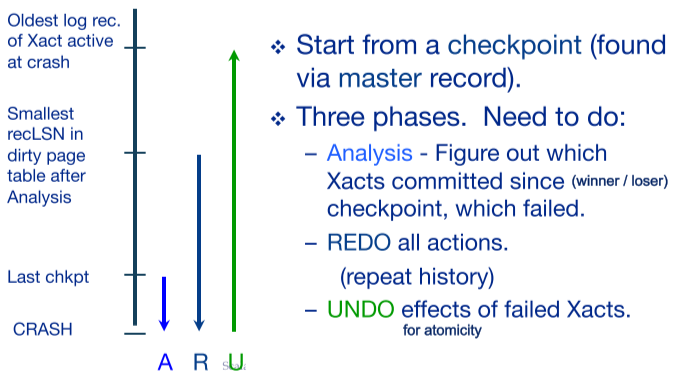 Oldest log rec.
of Xact active
at crash
Smallest
recLSN in
dirty page
table after
Analysis
Last chkpt
CRASH
A R U
❖ Start from a checkpoint (found
via master record).
❖ Three phases. Need to do:
– Analysis - Figure out which
Xacts committed since (winner / loser)
checkpoint, which failed.
– REDO all actions.
(repeat history)
– UNDO effects of failed Xacts.
for atomicity